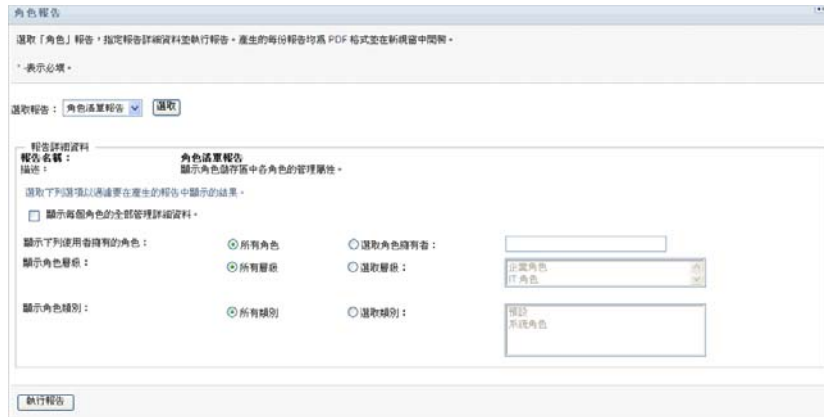 角色報告
選取「角色」報告，指定報告詳細資料並執行報告。產生的每份報告均為 PDF 格式並在新視窗中開啟。
* -表示必填。
選取報告： 角色清單報告 選取
報告詳細資料
報告名稱： 角色清單報告
描述： 顯示角色儲存區中各角色的管理屬性。
選取下列選項以過濾要在產生的報告中顯示的結果。
顯示每個角色的全部管理詳細資料。
顯示下列使用者擁有的角色： 所有角色 選取角色擁有者：
顯示角色層級： 所有層級 選取層級： 企業角色
IT 角色
顯示角色類別： 所有類別 選取類別： 預設
系統角色
執行報告